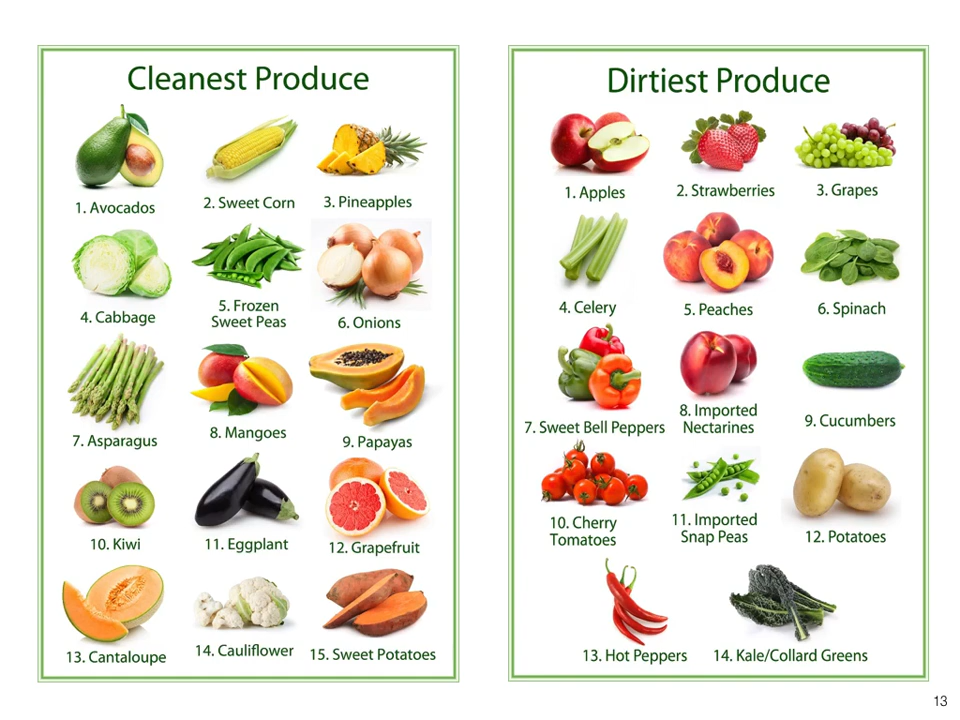 Cleanest Produce
1. Avocados
2. Sweet Corn
3. Pineapples
4. Cabbage
5. Frozen
Sweet Peas
6. Onions
7. Asparagus
8. Mangoes
9. Papayas
10. Kiwi
11. Eggplant
12. Grapefruit
13. Cantaloupe
14. Cauliflower
15. Sweet Potatoes
Dirtiest Produce
1. Apples
2. Strawberries
3. Grapes
4. Celery
5. Peaches
6. Spinach
7. Sweet Bell Peppers
8. Imported
Nectarines
9. Cucumbers
10. Cherry
Tomatoes
11. Imported
Snap Peas
12. Potatoes
13. Hot Peppers
14. Kale/Collard Greens
13